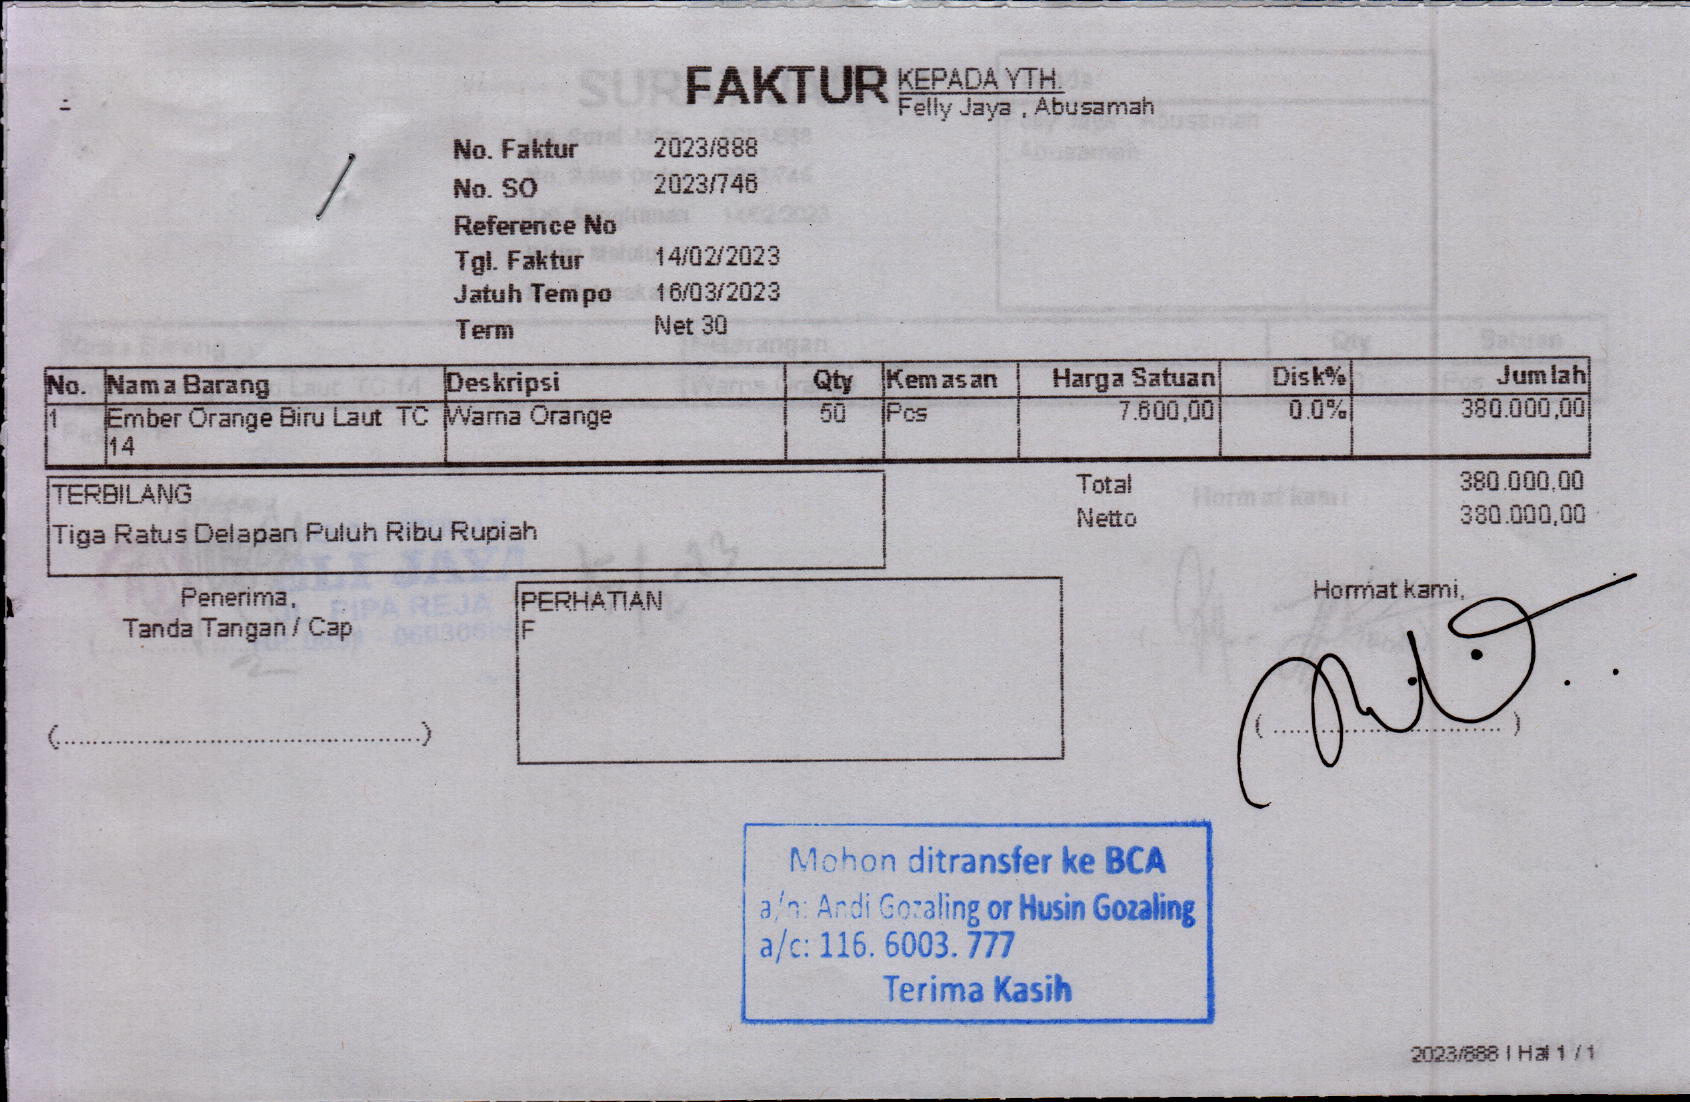 FAKTUR
KEPADA YTH.
Felly Jaya , Abusamah
No. Faktur 2023/888
No. SO 2023/746
Reference No
Tgl. Faktur 14/02/2023
Jatuh Tempo 16/03/2023
Term Net 30
No. Nama Barang Deskripsi Qty Kemasan Harga Satuan Disk% Jumlah
1 Ember Orange Biru Laut TC Warna Orange 50 Pcs 7.600,00 0.0% 380.000,00
14
TERBILANG
Tiga Ratus Delapan Puluh Ribu Rupiah
Total 380.000,00
Netto 380.000,00
Penerima,
Tanda Tangan / Cap
PERHATIAN
F
Hormat kami,
Mohon ditransfer ke BCA
a/n: Andi Gozaling or Husin Gozaling
a/c: 116. 6003. 777
Terima Kasih
2023/888 | Hal 1 / 1